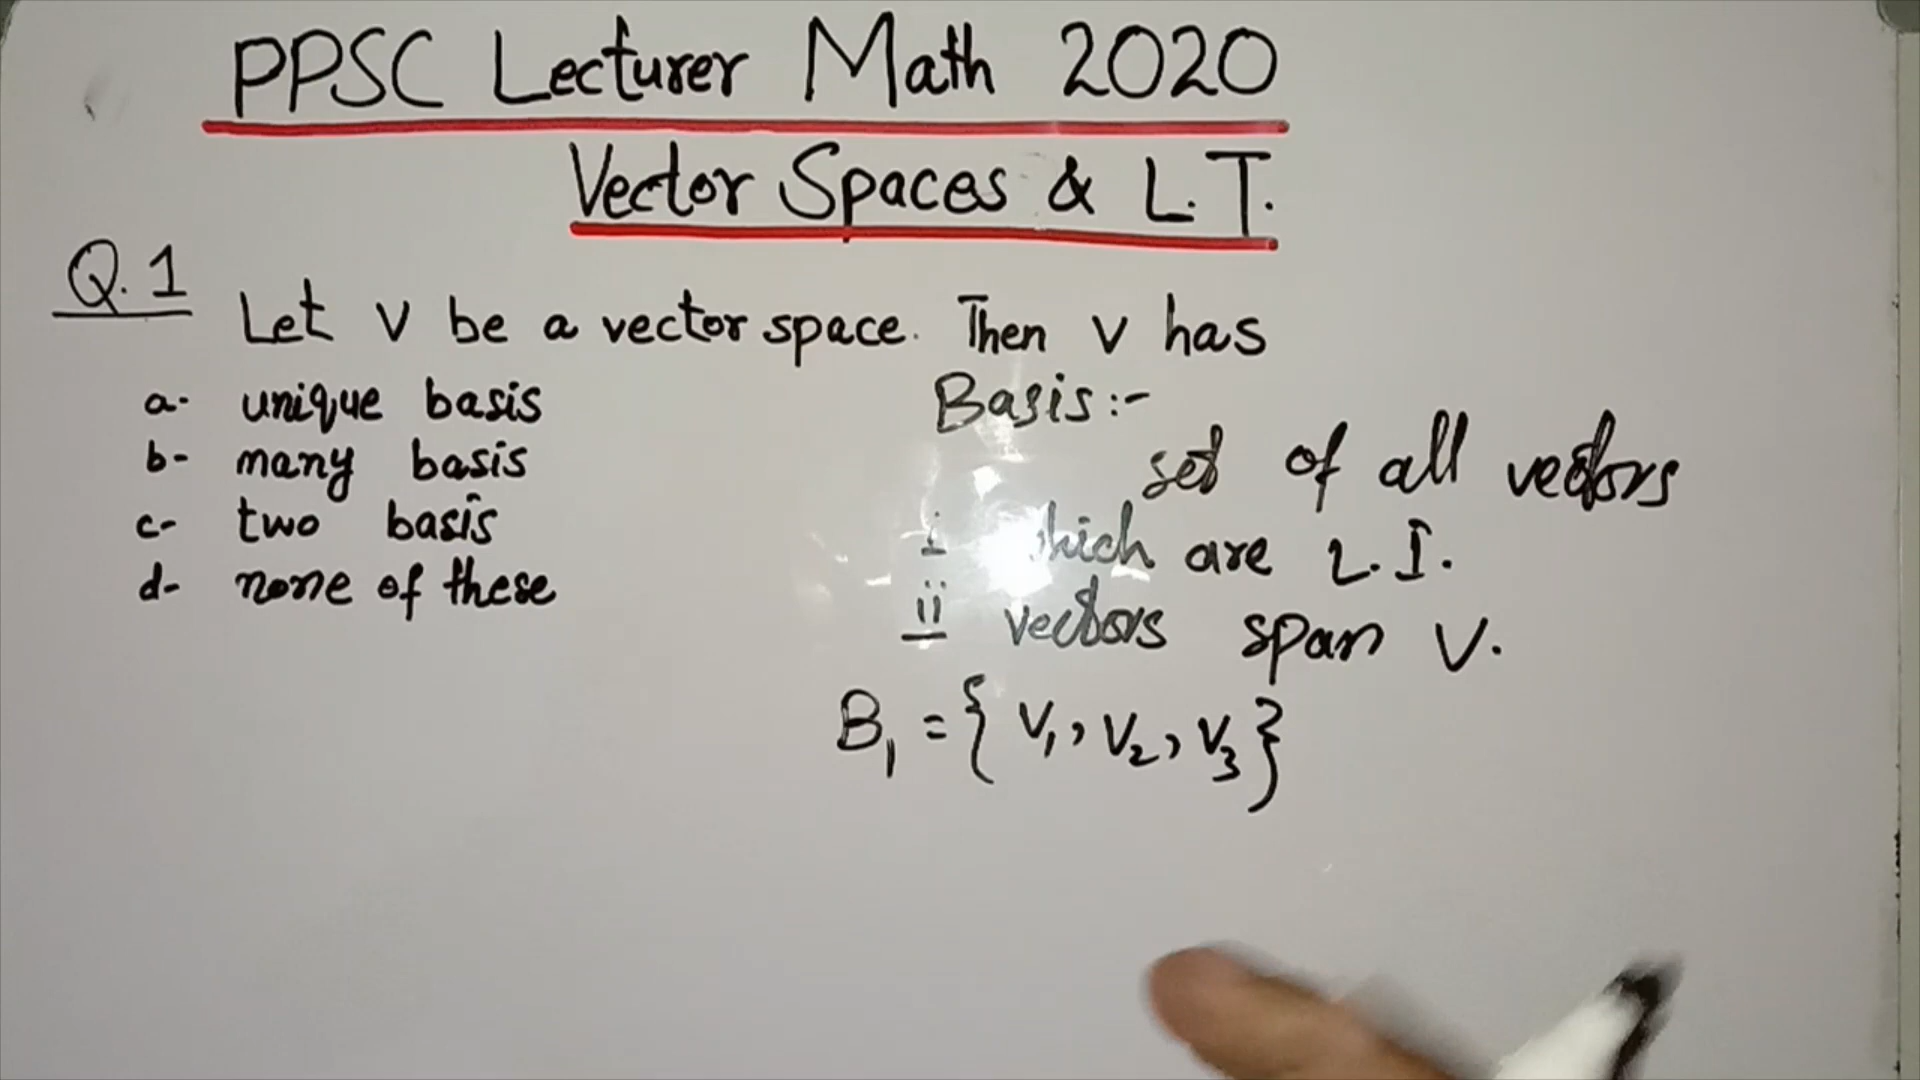 PPSC Lecturer Math 2020
Vector Spaces & L.T.
Q.1
Let V be a vector space. Then V has
a- unique basis
b- many basis
c- two basis
d- none of these
Basis:-
set of all vectors
i which are L.I.
ii vectors span V.
B₁ = { V₁, V₂, V₃ }